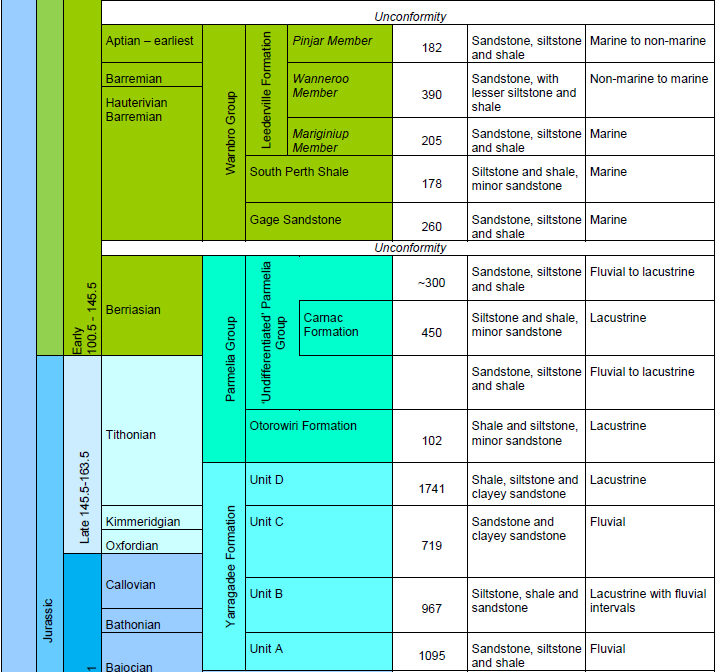 Unconformity
Aptian – earliest
Barremian
Hauterivian
Barremian
Warnbro Group
Leederville Formation
Pinjar Member
182
Sandstone, siltstone
and shale
Marine to non-marine
Wanneroo
Member
390
Sandstone, with
lesser siltstone and
shale
Non-marine to marine
Mariginiup
Member
205
Sandstone, siltstone
and shale
Marine
South Perth Shale
178
Siltstone and shale,
minor sandstone
Marine
Gage Sandstone
260
Sandstone, siltstone
and shale
Marine
Unconformity
Early
100.5 - 145.5
Berriasian
Parmelia Group
'Undifferentiated' Parmelia
Group
~300
Sandstone, siltstone
and shale
Fluvial to lacustrine
Carnac
Formation
450
Siltstone and shale,
minor sandstone
Lacustrine
Sandstone, siltstone
and shale
Fluvial to lacustrine
Jurassic
Late 145.5-163.5
Tithonian
Otorowiri Formation
102
Shale and siltstone,
minor sandstone
Lacustrine
Yarragadee Formation
Unit D
1741
Shale, siltstone and
clayey sandstone
Lacustrine
Kimmeridgian
Oxfordian
Unit C
719
Sandstone and
clayey sandstone
Fluvial
Callovian
Bathonian
Unit B
967
Siltstone, shale and
sandstone
Lacustrine with fluvial
intervals
Bajocian
Unit A
1095
Sandstone, siltstone
and shale
Fluvial